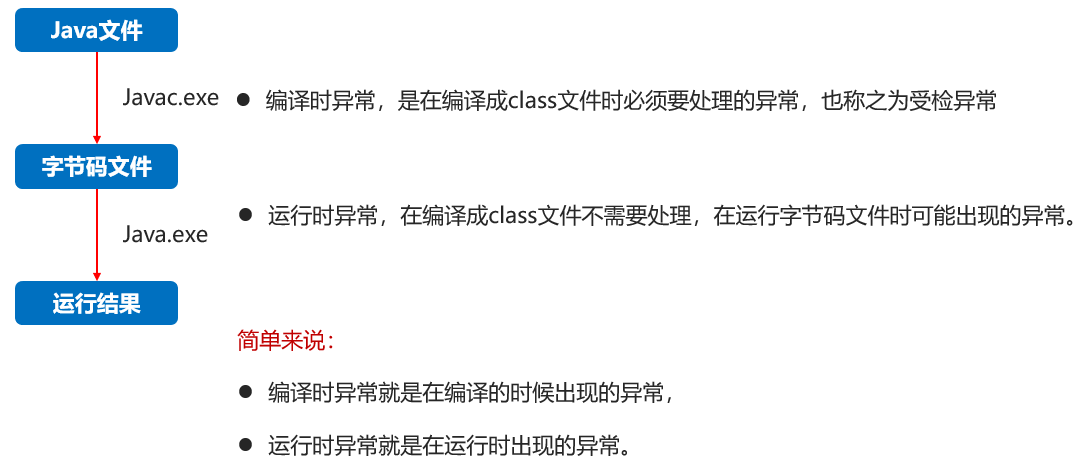 Java文件
Javac.exe
● 编译时异常，是在编译成class文件时必须要处理的异常，也称之为受检异常
字节码文件
● 运行时异常，在编译成class文件不需要处理，在运行字节码文件时可能出现的异常。
Java.exe
运行结果
简单来说：
● 编译时异常就是在编译的时候出现的异常，
● 运行时异常就是在运行时出现的异常。